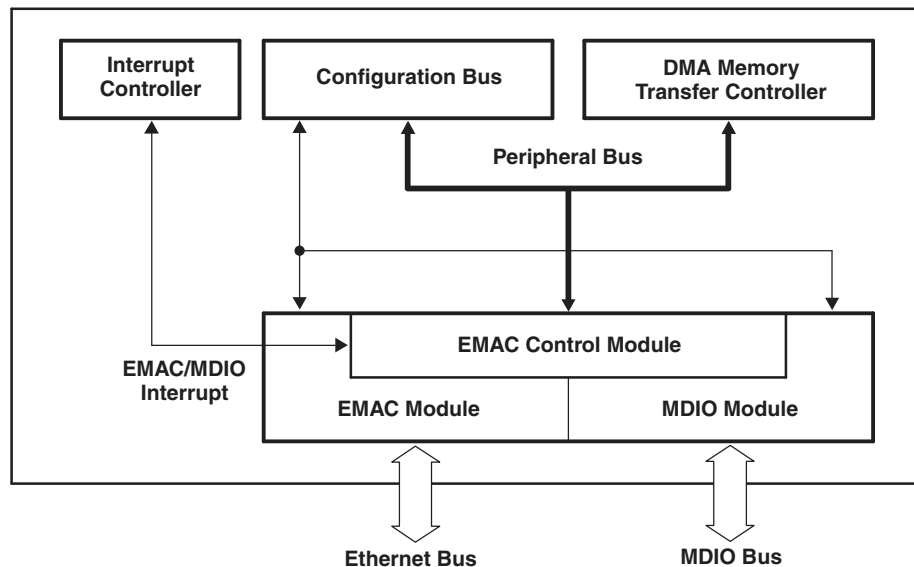 Interrupt
Controller
Configuration Bus
DMA Memory
Transfer Controller
Peripheral Bus
EMAC Control Module
EMAC/MDIO
Interrupt
EMAC Module
MDIO Module
Ethernet Bus
MDIO Bus